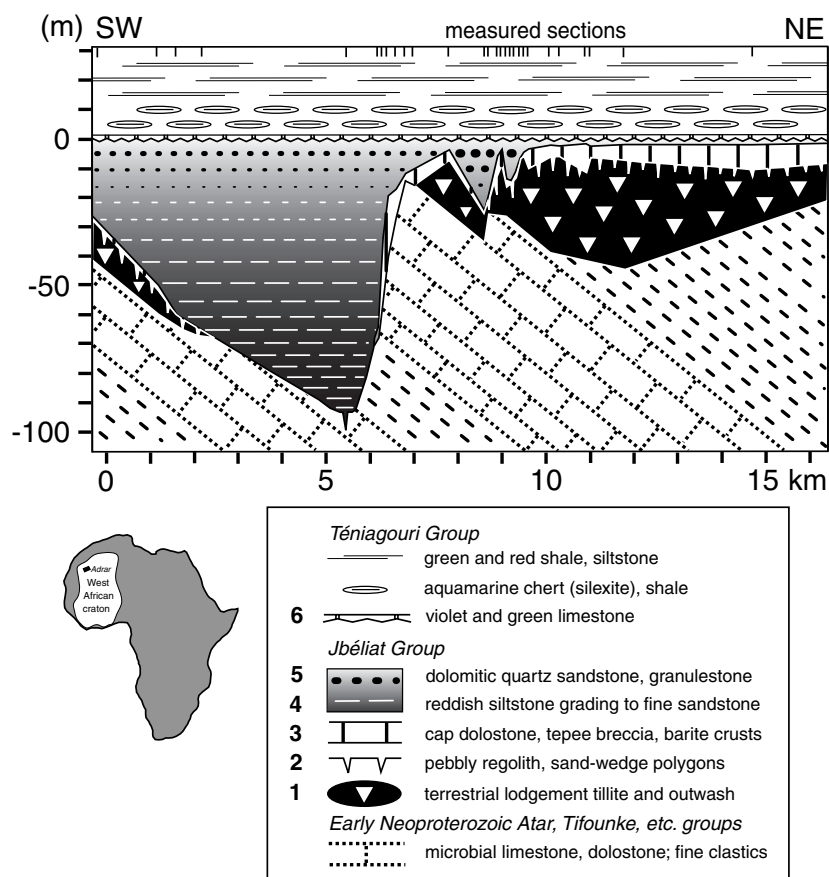 (m) SW measured sections NE
0
-50
-100
0 5 10 15 km
Adrar
West
African
craton
Téniagouri Group
green and red shale, siltstone
aquamarine chert (silexite), shale
6 violet and green limestone
Jbéliat Group
5 dolomitic quartz sandstone, granulestone
4 reddish siltstone grading to fine sandstone
3 cap dolostone, tepee breccia, barite crusts
2 pebbly regolith, sand-wedge polygons
1 terrestrial lodgement tillite and outwash
Early Neoproterozoic Atar, Tifounke, etc. groups
microbial limestone, dolostone; fine clastics